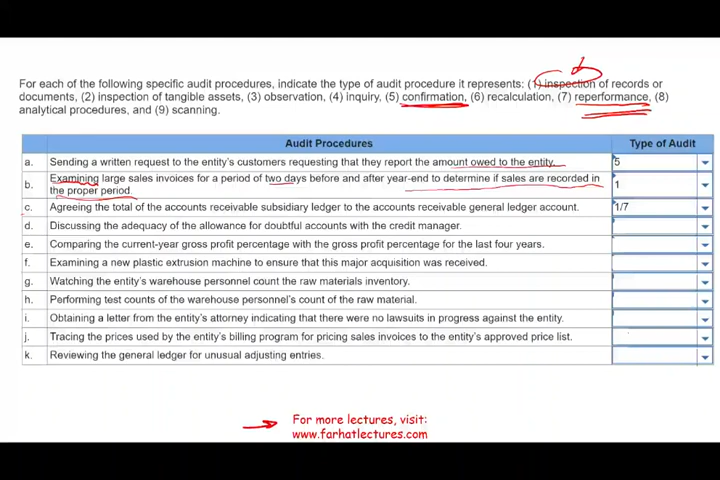 For each of the following specific audit procedures, indicate the type of audit procedure it represents: (1) inspection of records or
documents, (2) inspection of tangible assets, (3) observation, (4) inquiry, (5) confirmation, (6) recalculation, (7) reperformance, (8)
analytical procedures, and (9) scanning.
Audit Procedures Type of Audit
a. Sending a written request to the entity's customers requesting that they report the amount owed to the entity. 5
b. Examining large sales invoices for a period of two days before and after year-end to determine if sales are recorded in
the proper period. 1
c. Agreeing the total of the accounts receivable subsidiary ledger to the accounts receivable general ledger account. 1/7
d. Discussing the adequacy of the allowance for doubtful accounts with the credit manager.
e. Comparing the current-year gross profit percentage with the gross profit percentage for the last four years.
f. Examining a new plastic extrusion machine to ensure that this major acquisition was received.
g. Watching the entity's warehouse personnel count the raw materials inventory.
h. Performing test counts of the warehouse personnel's count of the raw material.
i. Obtaining a letter from the entity's attorney indicating that there were no lawsuits in progress against the entity.
j. Tracing the prices used by the entity's billing program for pricing sales invoices to the entity's approved price list.
k. Reviewing the general ledger for unusual adjusting entries.
For more lectures, visit:
www.farhatlectures.com